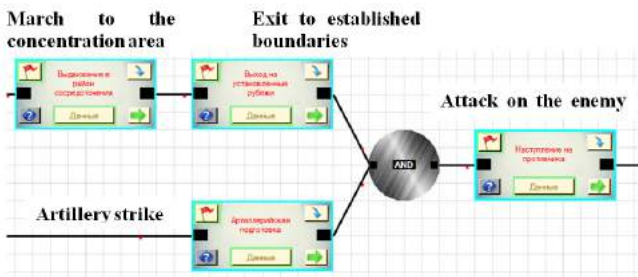 March to the
concentration area
Exit to established
boundaries
Выдвижение в
район
сосредоточения
Данные
Выход на
установленные
рубежи
Данные
Attack on the enemy
AND
Наступление на
противника
Данные
Artillery strike
Артиллерийская
подготовка
Данные